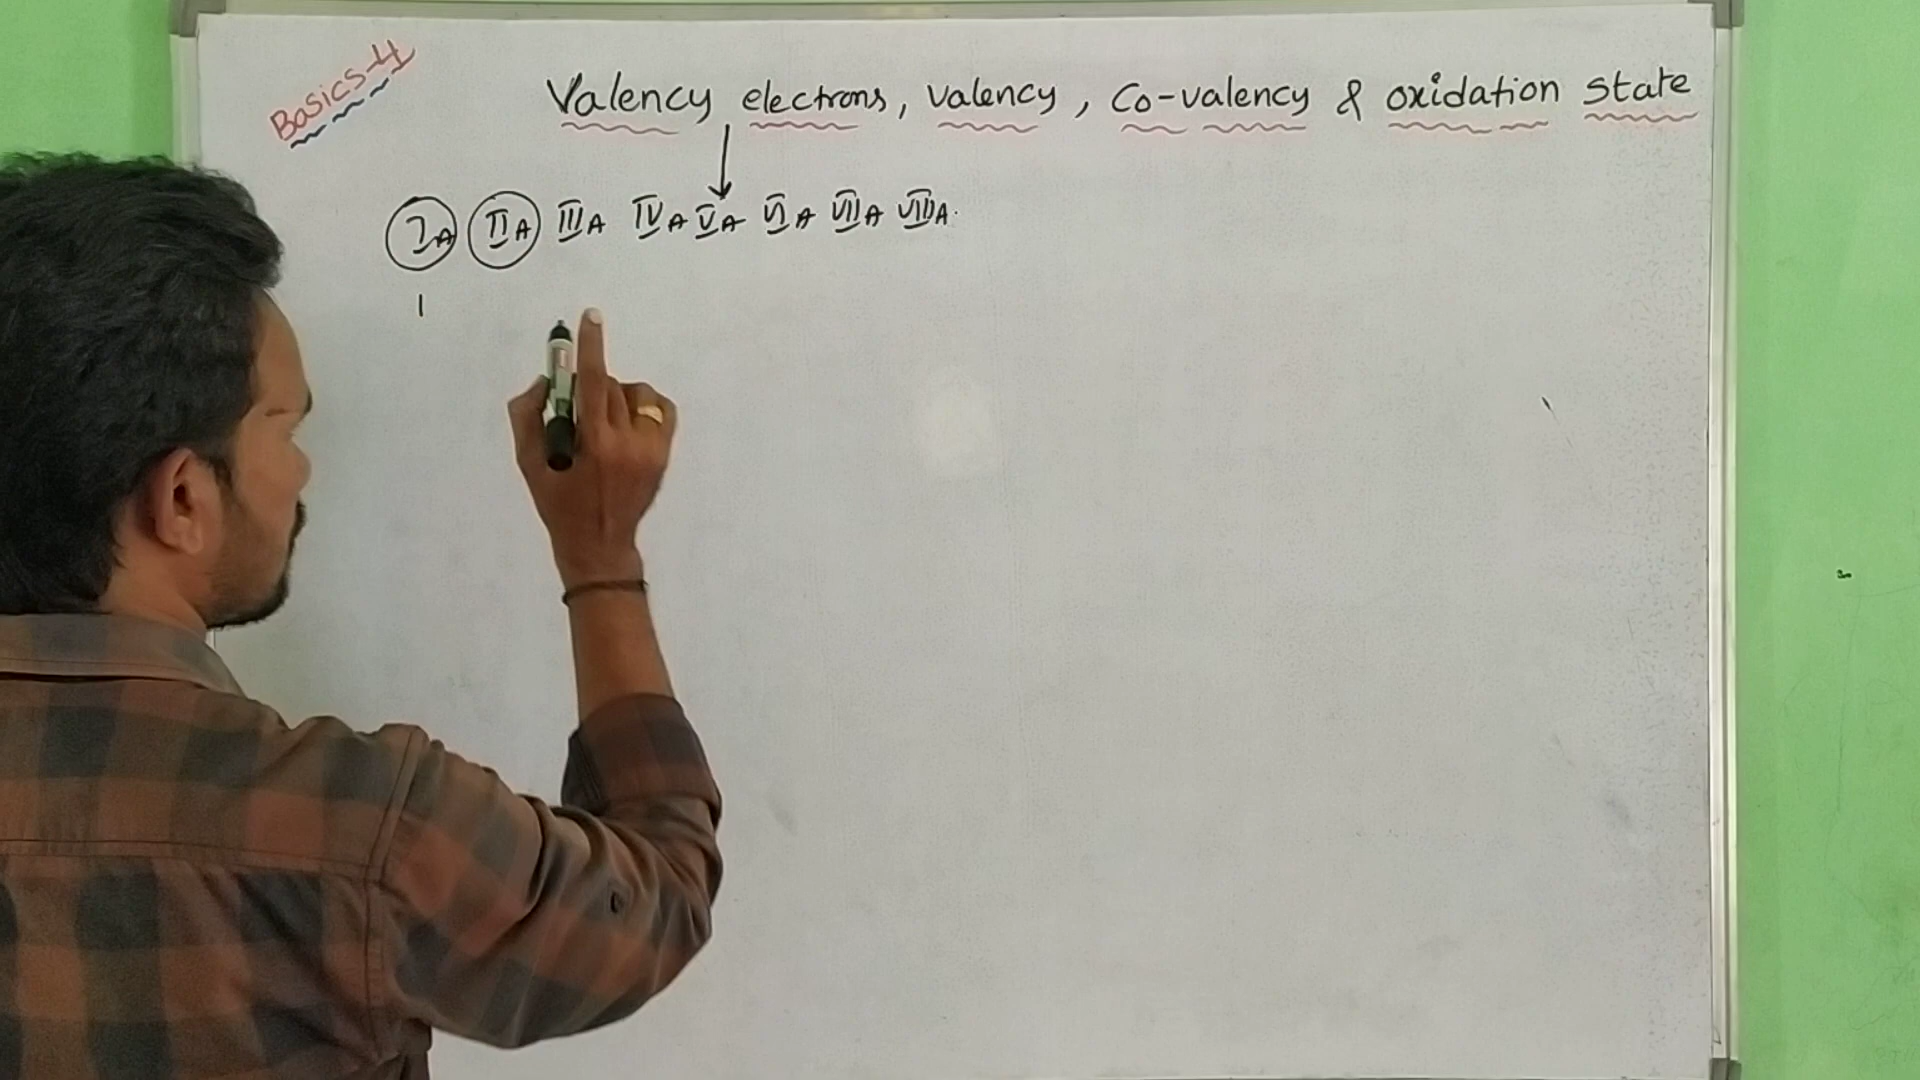 Basics-4
Valency electrons, valency, Co-valency & oxidation state
IA IIA IIIA IVA VA VIA VIIA VIIIA.
1